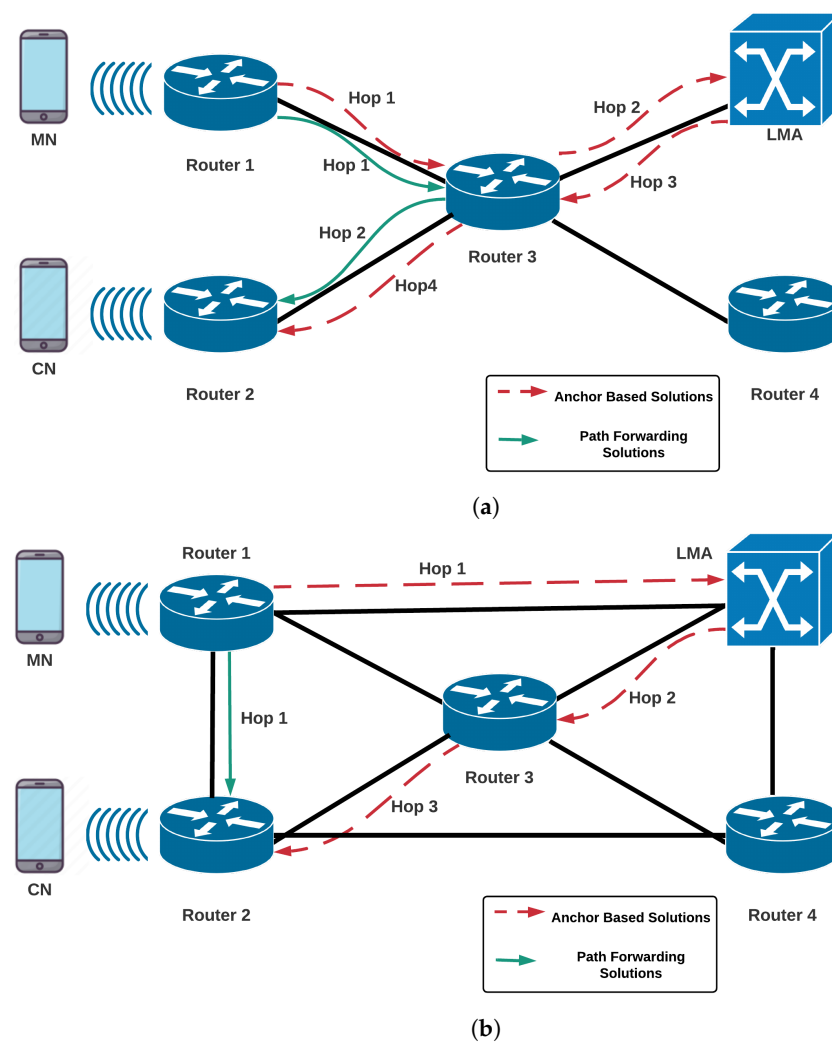 MN
Router 1
Hop 1
Hop 1
Hop 2
LMA
Hop 3
Hop 2
Router 3
Hop4
CN
Router 2
Router 4
Anchor Based Solutions
Path Forwarding
Solutions
(a)
Router 1
LMA
Hop 1
MN
Hop 2
Hop 1
Router 3
Hop 3
CN
Router 2
Router 4
Anchor Based Solutions
Path Forwarding
Solutions
(b)